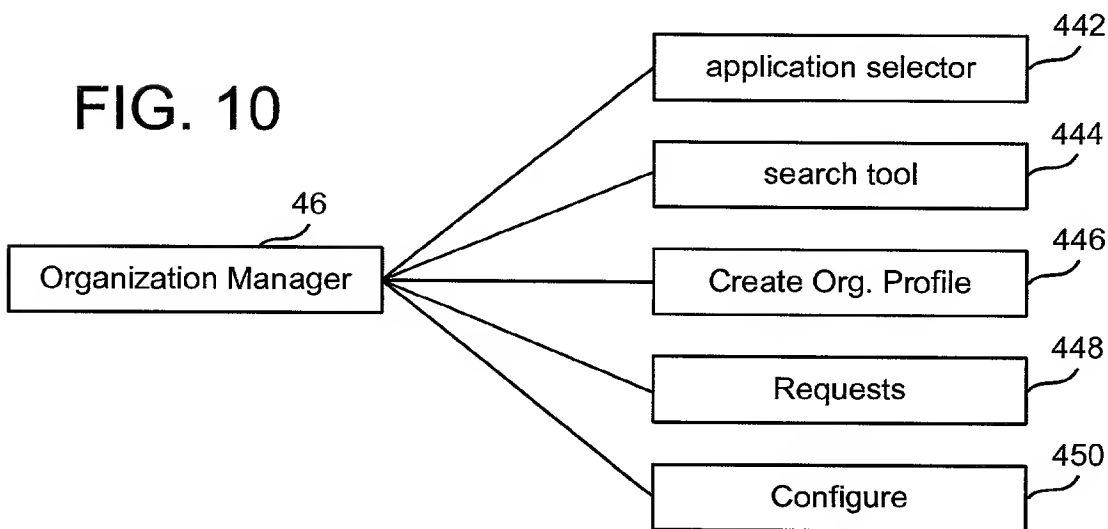 FIG. 10
442
application selector
444
search tool
46
Organization Manager
446
Create Org. Profile
448
Requests
450
Configure